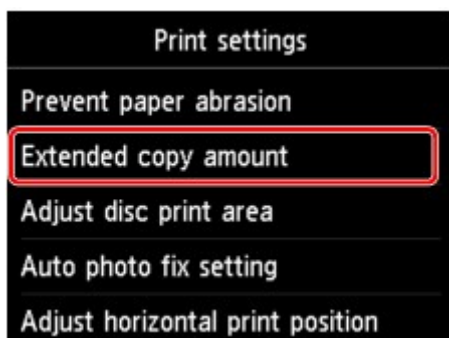 Print settings
Prevent paper abrasion
Extended copy amount
Adjust disc print area
Auto photo fix setting
Adjust horizontal print position